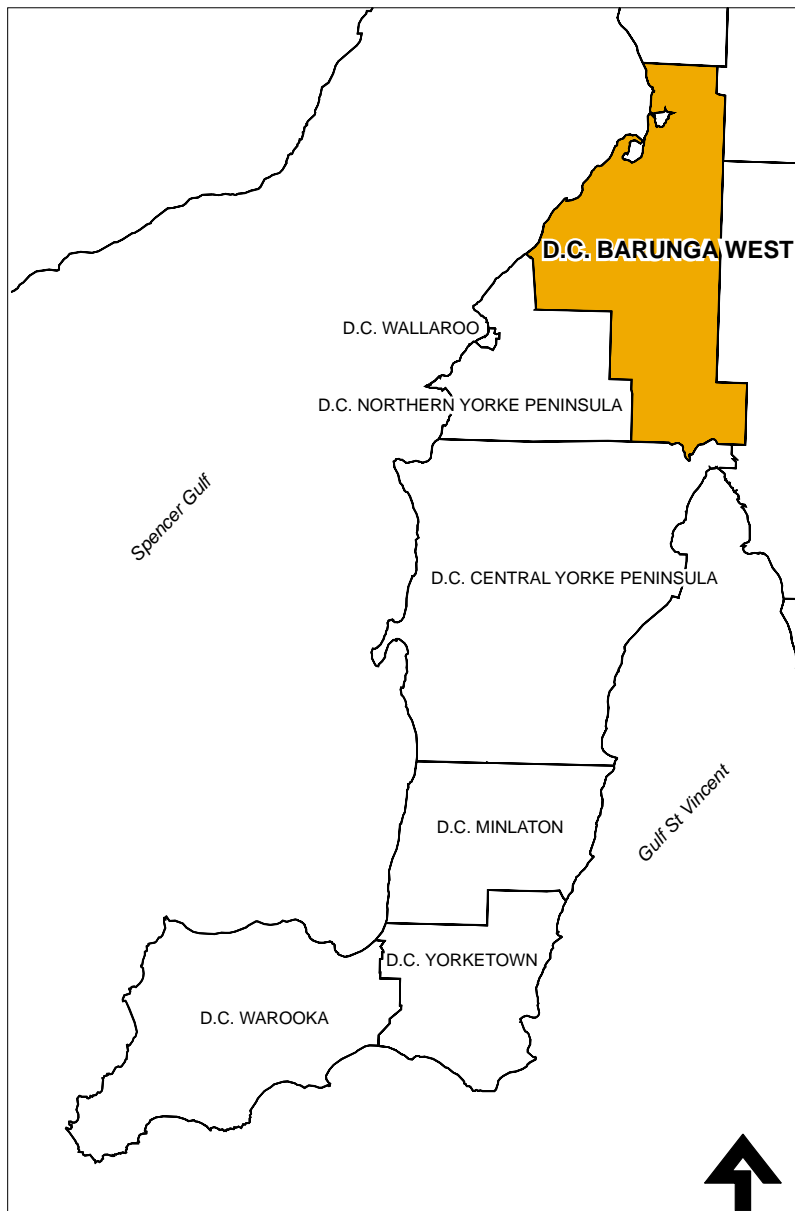 D.C. BARUNGA WEST
D.C. WALLAROO
D.C. NORTHERN YORKE PENINSULA
Spencer Gulf
D.C. CENTRAL YORKE PENINSULA
Gulf St Vincent
D.C. MINLATON
D.C. YORKETOWN
D.C. WAROOKA